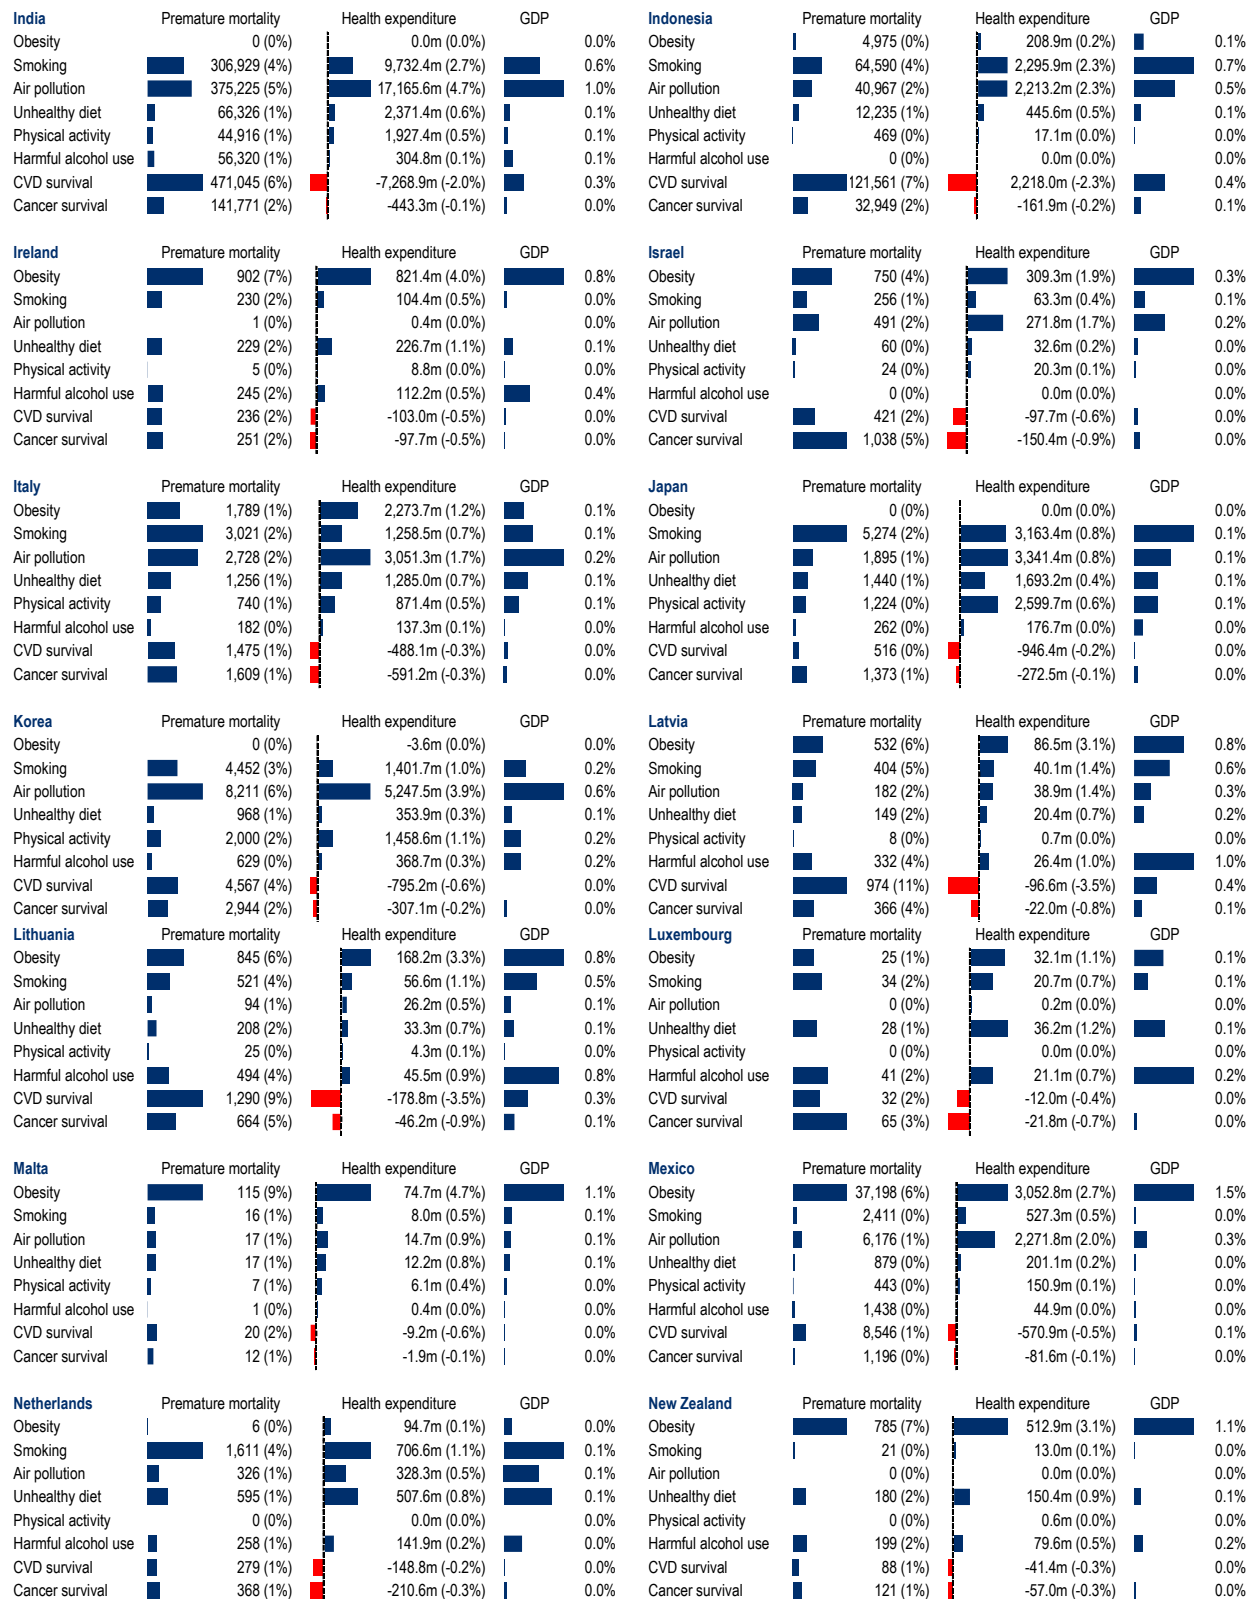 India Premature mortality Health expenditure GDP
Obesity 0 (0%) 0.0m (0.0%) 0.0%
Smoking 306,929 (4%) 9,732.4m (2.7%) 0.6%
Air pollution 375,225 (5%) 17,165.6m (4.7%) 1.0%
Unhealthy diet 66,326 (1%) 2,371.4m (0.6%) 0.1%
Physical activity 44,916 (1%) 1,927.4m (0.5%) 0.1%
Harmful alcohol use 56,320 (1%) 304.8m (0.1%) 0.1%
CVD survival 471,045 (6%) -7,268.9m (-2.0%) 0.3%
Cancer survival 141,771 (2%) -443.3m (-0.1%) 0.0%
Indonesia Premature mortality Health expenditure GDP
Obesity 4,975 (0%) 208.9m (0.2%) 0.1%
Smoking 64,590 (4%) 2,295.9m (2.3%) 0.7%
Air pollution 40,967 (2%) 2,213.2m (2.3%) 0.5%
Unhealthy diet 12,235 (1%) 445.6m (0.5%) 0.1%
Physical activity 469 (0%) 17.1m (0.0%) 0.0%
Harmful alcohol use 0 (0%) 0.0m (0.0%) 0.0%
CVD survival 121,561 (7%) 2,218.0m (-2.3%) 0.4%
Cancer survival 32,949 (2%) -161.9m (-0.2%) 0.1%
Ireland Premature mortality Health expenditure GDP
Obesity 902 (7%) 821.4m (4.0%) 0.8%
Smoking 230 (2%) 104.4m (0.5%) 0.0%
Air pollution 1 (0%) 0.4m (0.0%) 0.0%
Unhealthy diet 229 (2%) 226.7m (1.1%) 0.1%
Physical activity 5 (0%) 8.8m (0.0%) 0.0%
Harmful alcohol use 245 (2%) 112.2m (0.5%) 0.4%
CVD survival 236 (2%) -103.0m (-0.5%) 0.0%
Cancer survival 251 (2%) -97.7m (-0.5%) 0.0%
Israel Premature mortality Health expenditure GDP
Obesity 750 (4%) 309.3m (1.9%) 0.3%
Smoking 256 (1%) 63.3m (0.4%) 0.1%
Air pollution 491 (2%) 271.8m (1.7%) 0.2%
Unhealthy diet 60 (0%) 32.6m (0.2%) 0.0%
Physical activity 24 (0%) 20.3m (0.1%) 0.0%
Harmful alcohol use 0 (0%) 0.0m (0.0%) 0.0%
CVD survival 421 (2%) -97.7m (-0.6%) 0.0%
Cancer survival 1,038 (5%) -150.4m (-0.9%) 0.0%
Italy Premature mortality Health expenditure GDP
Obesity 1,789 (1%) 2,273.7m (1.2%) 0.1%
Smoking 3,021 (2%) 1,258.5m (0.7%) 0.1%
Air pollution 2,728 (2%) 3,051.3m (1.7%) 0.2%
Unhealthy diet 1,256 (1%) 1,285.0m (0.7%) 0.1%
Physical activity 740 (1%) 871.4m (0.5%) 0.1%
Harmful alcohol use 182 (0%) 137.3m (0.1%) 0.0%
CVD survival 1,475 (1%) -488.1m (-0.3%) 0.0%
Cancer survival 1,609 (1%) -591.2m (-0.3%) 0.0%
Japan Premature mortality Health expenditure GDP
Obesity 0 (0%) 0.0m (0.0%) 0.0%
Smoking 5,274 (2%) 3,163.4m (0.8%) 0.1%
Air pollution 1,895 (1%) 3,341.4m (0.8%) 0.1%
Unhealthy diet 1,440 (1%) 1,693.2m (0.4%) 0.1%
Physical activity 1,224 (0%) 2,599.7m (0.6%) 0.1%
Harmful alcohol use 262 (0%) 176.7m (0.0%) 0.0%
CVD survival 516 (0%) -946.4m (-0.2%) 0.0%
Cancer survival 1,373 (1%) -272.5m (-0.1%) 0.0%
Korea Premature mortality Health expenditure GDP
Obesity 0 (0%) -3.6m (0.0%) 0.0%
Smoking 4,452 (3%) 1,401.7m (1.0%) 0.2%
Air pollution 8,211 (6%) 5,247.5m (3.9%) 0.6%
Unhealthy diet 968 (1%) 353.9m (0.3%) 0.1%
Physical activity 2,000 (2%) 1,458.6m (1.1%) 0.2%
Harmful alcohol use 629 (0%) 368.7m (0.3%) 0.2%
CVD survival 4,567 (4%) -795.2m (-0.6%) 0.0%
Cancer survival 2,944 (2%) -307.1m (-0.2%) 0.0%
Latvia Premature mortality Health expenditure GDP
Obesity 532 (6%) 86.5m (3.1%) 0.8%
Smoking 404 (5%) 40.1m (1.4%) 0.6%
Air pollution 182 (2%) 38.9m (1.4%) 0.3%
Unhealthy diet 149 (2%) 20.4m (0.7%) 0.2%
Physical activity 8 (0%) 0.7m (0.0%) 0.0%
Harmful alcohol use 332 (4%) 26.4m (1.0%) 1.0%
CVD survival 974 (11%) -96.6m (-3.5%) 0.4%
Cancer survival 366 (4%) -22.0m (-0.8%) 0.1%
Lithuania Premature mortality Health expenditure GDP
Obesity 845 (6%) 168.2m (3.3%) 0.8%
Smoking 521 (4%) 56.6m (1.1%) 0.5%
Air pollution 94 (1%) 26.2m (0.5%) 0.1%
Unhealthy diet 208 (2%) 33.3m (0.7%) 0.1%
Physical activity 25 (0%) 4.3m (0.1%) 0.0%
Harmful alcohol use 494 (4%) 45.5m (0.9%) 0.8%
CVD survival 1,290 (9%) -178.8m (-3.5%) 0.3%
Cancer survival 664 (5%) -46.2m (-0.9%) 0.1%
Luxembourg Premature mortality Health expenditure GDP
Obesity 25 (1%) 32.1m (1.1%) 0.1%
Smoking 34 (2%) 20.7m (0.7%) 0.1%
Air pollution 0 (0%) 0.2m (0.0%) 0.0%
Unhealthy diet 28 (1%) 36.2m (1.2%) 0.1%
Physical activity 0 (0%) 0.0m (0.0%) 0.0%
Harmful alcohol use 41 (2%) 21.1m (0.7%) 0.2%
CVD survival 32 (2%) -12.0m (-0.4%) 0.0%
Cancer survival 65 (3%) -21.8m (-0.7%) 0.0%
Malta Premature mortality Health expenditure GDP
Obesity 115 (9%) 74.7m (4.7%) 1.1%
Smoking 16 (1%) 8.0m (0.5%) 0.1%
Air pollution 17 (1%) 14.7m (0.9%) 0.1%
Unhealthy diet 17 (1%) 12.2m (0.8%) 0.1%
Physical activity 7 (1%) 6.1m (0.4%) 0.0%
Harmful alcohol use 1 (0%) 0.4m (0.0%) 0.0%
CVD survival 20 (2%) -9.2m (-0.6%) 0.0%
Cancer survival 12 (1%) -1.9m (-0.1%) 0.0%
Mexico Premature mortality Health expenditure GDP
Obesity 37,198 (6%) 3,052.8m (2.7%) 1.5%
Smoking 2,411 (0%) 527.3m (0.5%) 0.0%
Air pollution 6,176 (1%) 2,271.8m (2.0%) 0.3%
Unhealthy diet 879 (0%) 201.1m (0.2%) 0.0%
Physical activity 443 (0%) 150.9m (0.1%) 0.0%
Harmful alcohol use 1,438 (0%) 44.9m (0.0%) 0.0%
CVD survival 8,546 (1%) -570.9m (-0.5%) 0.1%
Cancer survival 1,196 (0%) -81.6m (-0.1%) 0.0%
Netherlands Premature mortality Health expenditure GDP
Obesity 6 (0%) 94.7m (0.1%) 0.0%
Smoking 1,611 (4%) 706.6m (1.1%) 0.1%
Air pollution 326 (1%) 328.3m (0.5%) 0.1%
Unhealthy diet 595 (1%) 507.6m (0.8%) 0.1%
Physical activity 0 (0%) 0.0m (0.0%) 0.0%
Harmful alcohol use 258 (1%) 141.9m (0.2%) 0.0%
CVD survival 279 (1%) -148.8m (-0.2%) 0.0%
Cancer survival 368 (1%) -210.6m (-0.3%) 0.0%
New Zealand Premature mortality Health expenditure GDP
Obesity 785 (7%) 512.9m (3.1%) 1.1%
Smoking 21 (0%) 13.0m (0.1%) 0.0%
Air pollution 0 (0%) 0.0m (0.0%) 0.0%
Unhealthy diet 180 (2%) 150.4m (0.9%) 0.1%
Physical activity 0 (0%) 0.6m (0.0%) 0.0%
Harmful alcohol use 199 (2%) 79.6m (0.5%) 0.2%
CVD survival 88 (1%) -41.4m (-0.3%) 0.0%
Cancer survival 121 (1%) -57.0m (-0.3%) 0.0%